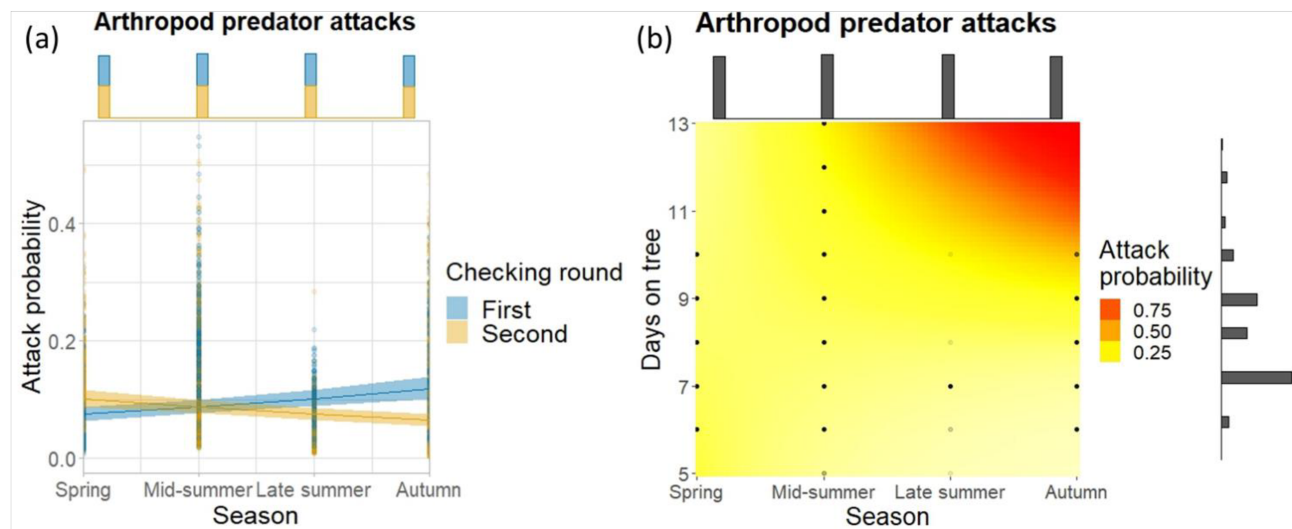 (a)
Arthropod predator attacks
Attack probability
0.4
0.2
0.0
Spring
Mid-summer
Late summer
Autumn
Season
Checking round
First
Second
(b)
Arthropod predator attacks
Days on tree
13
11
9
7
5
Spring
Mid-summer
Late summer
Autumn
Season
Attack
probability
0.75
0.50
0.25